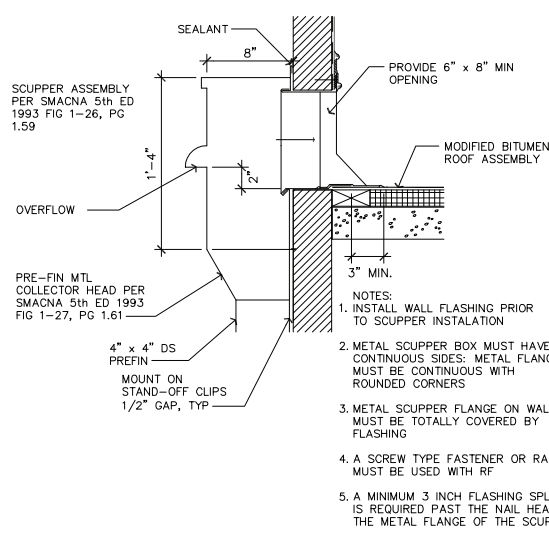 SEALANT
8"
PROVIDE 6" x 8" MIN
OPENING
SCUPPER ASSEMBLY
PER SMACNA 5th ED
1993 FIG 1-26, PG
1.59
1'-4"
2"
MODIFIED BITUMEN
ROOF ASSEMBLY
OVERFLOW
3" MIN.
PRE-FIN MTL
COLLECTOR HEAD PER
SMACNA 5th ED 1993
FIG 1-27, PG 1.61
4" x 4" DS
PREFIN
MOUNT ON
STAND-OFF CLIPS
1/2" GAP, TYP
NOTES:
1. INSTALL WALL FLASHING PRIOR
TO SCUPPER INSTALATION
2. METAL SCUPPER BOX MUST HAVE
CONTINUOUS SIDES: METAL FLANG
MUST BE CONTINUOUS WITH
ROUNDED CORNERS
3. METAL SCUPPER FLANGE ON WAL
MUST BE TOTALLY COVERED BY
FLASHING
4. A SCREW TYPE FASTENER OR RA
MUST BE USED WITH RF
5. A MINIMUM 3 INCH FLASHING SPL
IS REQUIRED PAST THE NAIL HEA
THE METAL FLANGE OF THE SCUP